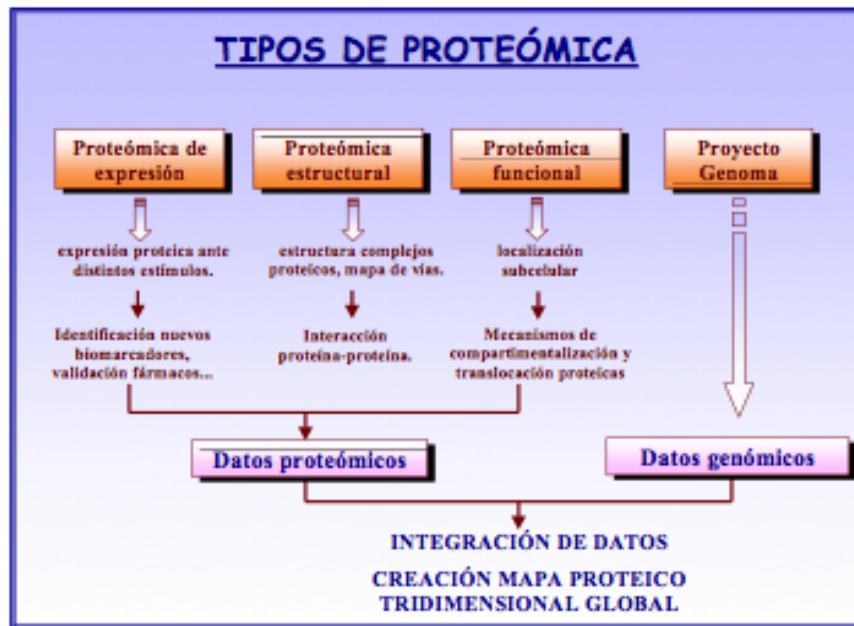 TIPOS DE PROTEÓMICA
Proteómica de
expresión
Proteómica
estructural
Proteómica
funcional
Proyecto
Genoma
expresión proteica ante
distintos estímulos.
estructura complejos
proteicos, mapa de vías.
localización
subcelular
Identificación nuevos
biomarcadores,
validación fármacos...
Interacción
proteína-proteína.
Mecanismos de
compartimentalización y
translocación proteicas
Datos proteómicos
Datos genómicos
INTEGRACIÓN DE DATOS
CREACIÓN MAPA PROTEICO
TRIDIMENSIONAL GLOBAL